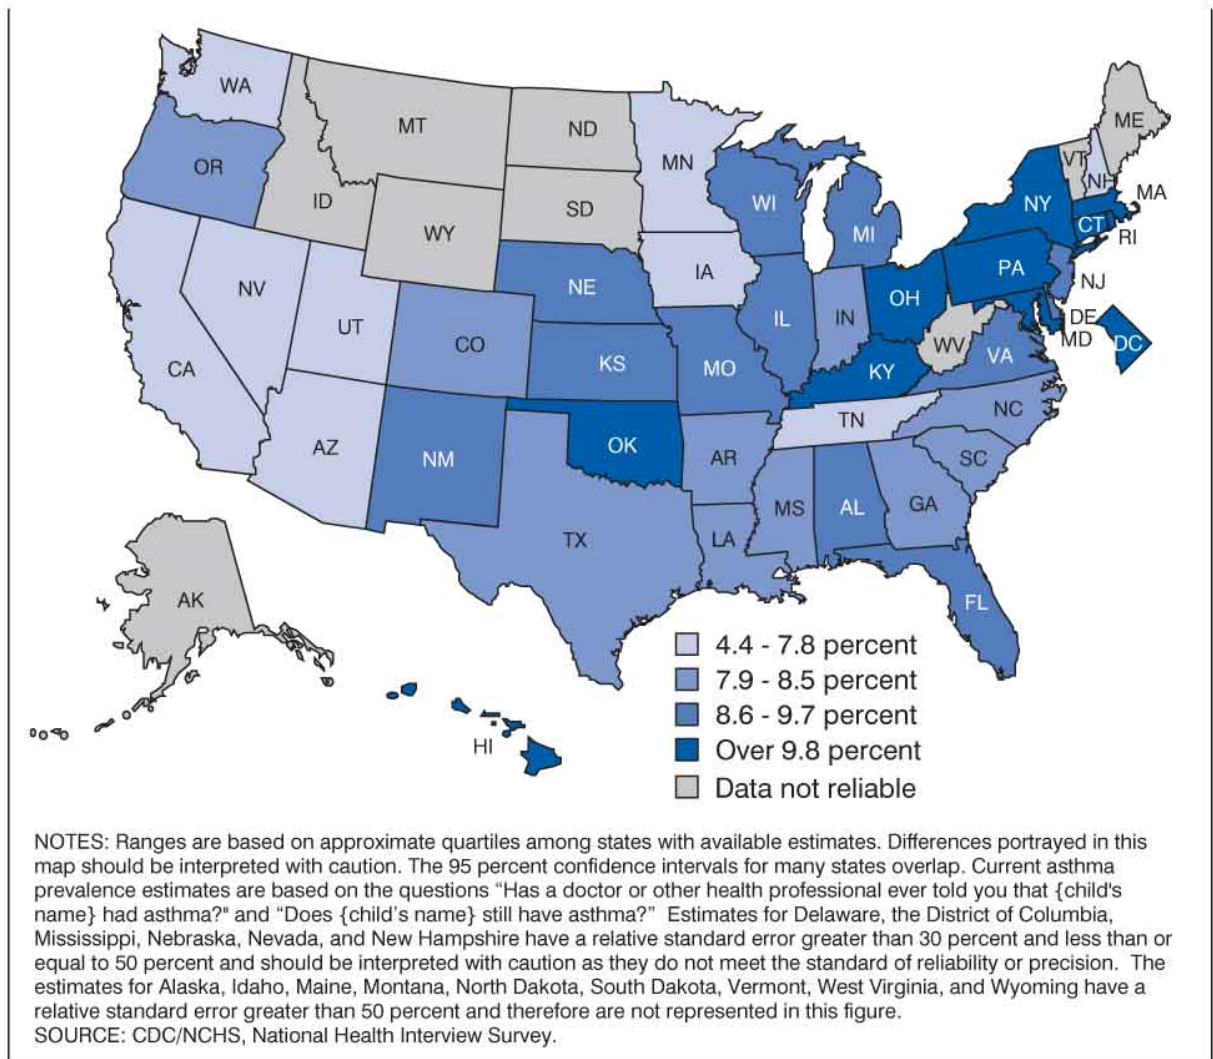 WA
MT
ND
MN
ME
VT
NH
OR
ID
SD
WI
NY
MA
WY
MI
CT
RI
IA
PA
NV
NE
OH
NJ
UT
IL
IN
DE
CO
WV
MD
DC
CA
KS
MO
KY
VA
NC
AZ
NM
OK
TN
AR
SC
MS
AL
GA
TX
LA
AK
FL
HI
4.4 - 7.8 percent
7.9 - 8.5 percent
8.6 - 9.7 percent
Over 9.8 percent
Data not reliable
NOTES: Ranges are based on approximate quartiles among states with available estimates. Differences portrayed in this
map should be interpreted with caution. The 95 percent confidence intervals for many states overlap. Current asthma
prevalence estimates are based on the questions “Has a doctor or other health professional ever told you that {child's
name} had asthma?" and “Does {child’s name} still have asthma?” Estimates for Delaware, the District of Columbia,
Mississippi, Nebraska, Nevada, and New Hampshire have a relative standard error greater than 30 percent and less than or
equal to 50 percent and should be interpreted with caution as they do not meet the standard of reliability or precision. The
estimates for Alaska, Idaho, Maine, Montana, North Dakota, South Dakota, Vermont, West Virginia, and Wyoming have a
relative standard error greater than 50 percent and therefore are not represented in this figure.
SOURCE: CDC/NCHS, National Health Interview Survey.